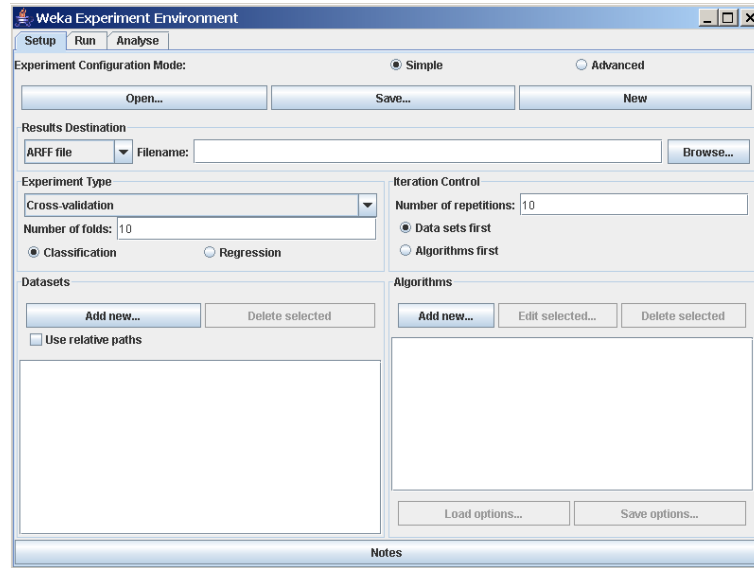 Weka Experiment Environment
Setup Run Analyse
Experiment Configuration Mode: Simple Advanced
Open... Save... New
Results Destination
ARFF file Filename: Browse...
Experiment Type
Cross-validation
Number of folds: 10
Classification Regression
Iteration Control
Number of repetitions: 10
Data sets first
Algorithms first
Datasets
Add new... Delete selected
Use relative paths
Algorithms
Add new... Edit selected... Delete selected
Load options... Save options...
Notes